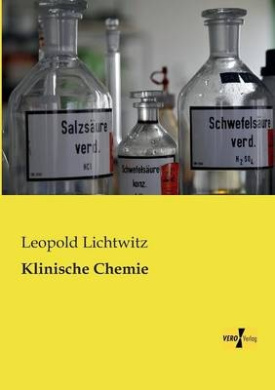 Salzsäure
verd.
HCl
Schwefelsäure
konz.
Schwefelsäure
verd.
H₂SO₄
Leopold Lichtwitz
Klinische Chemie
VERO Verlag